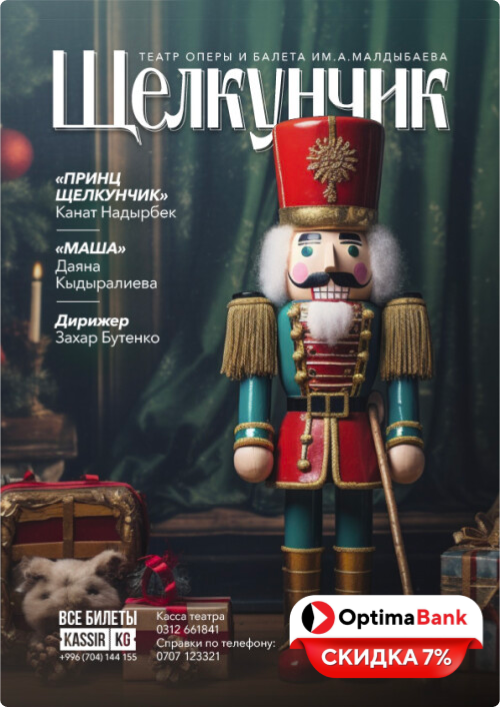 ТЕАТР ОПЕРЫ И БАЛЕТА ИМ.А.МАЛДЫБАЕВА
Щелкунчик
«ПРИНЦ
ЩЕЛКУНЧИК»
Канат Надырбек
«МАША»
Даяна
Кыдыралиева
Дирижер
Захар Бутенко
ВСЕ БИЛЕТЫ
KASSIR KG
+996 (704) 144 155
Касса театра
0312 661841
Справки по телефону:
0707 123321
OptimaBank
СКИДКА 7%